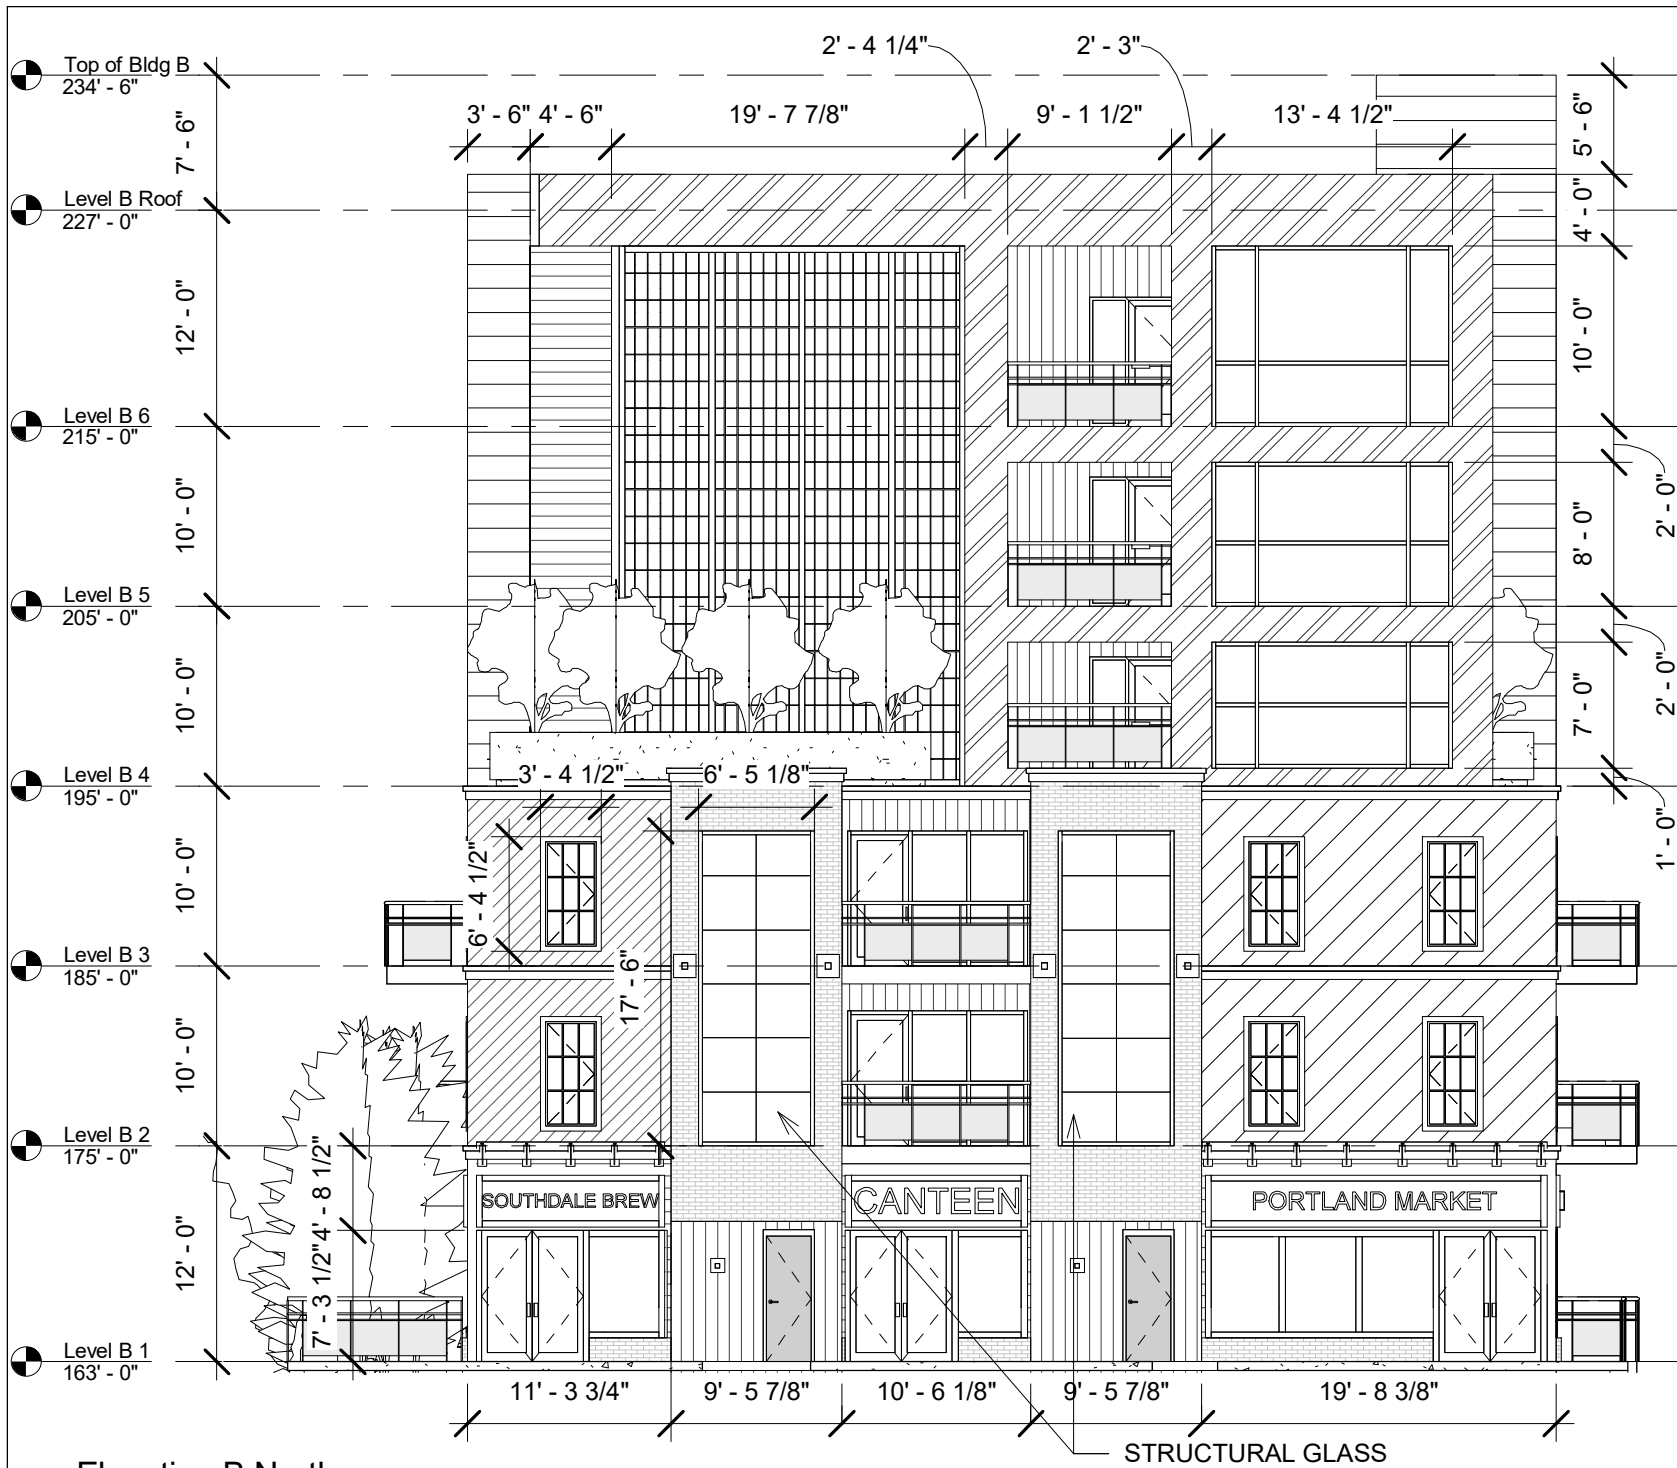 2' - 4 1/4"
2' - 3"
Top of Bldg B
234' - 6"
3' - 6"
4' - 6"
19' - 7 7/8"
9' - 1 1/2"
13' - 4 1/2"
7' - 6"
5' - 6"
Level B Roof
227' - 0"
4' - 0"
12' - 0"
10' - 0"
Level B 6
215' - 0"
2' - 0"
10' - 0"
8' - 0"
Level B 5
205' - 0"
2' - 0"
10' - 0"
7' - 0"
Level B 4
195' - 0"
3' - 4 1/2"
6' - 5 1/8"
1' - 0"
10' - 0"
6' - 4 1/2"
Level B 3
185' - 0"
17' - 6"
10' - 0"
Level B 2
175' - 0"
4' - 8 1/2"
SOUTHDALE BREW
CANTEEN
PORTLAND MARKET
12' - 0"
7' - 3 1/2"
Level B 1
163' - 0"
11' - 3 3/4"
9' - 5 7/8"
10' - 6 1/8"
9' - 5 7/8"
19' - 8 3/8"
STRUCTURAL GLASS
Elevation B North